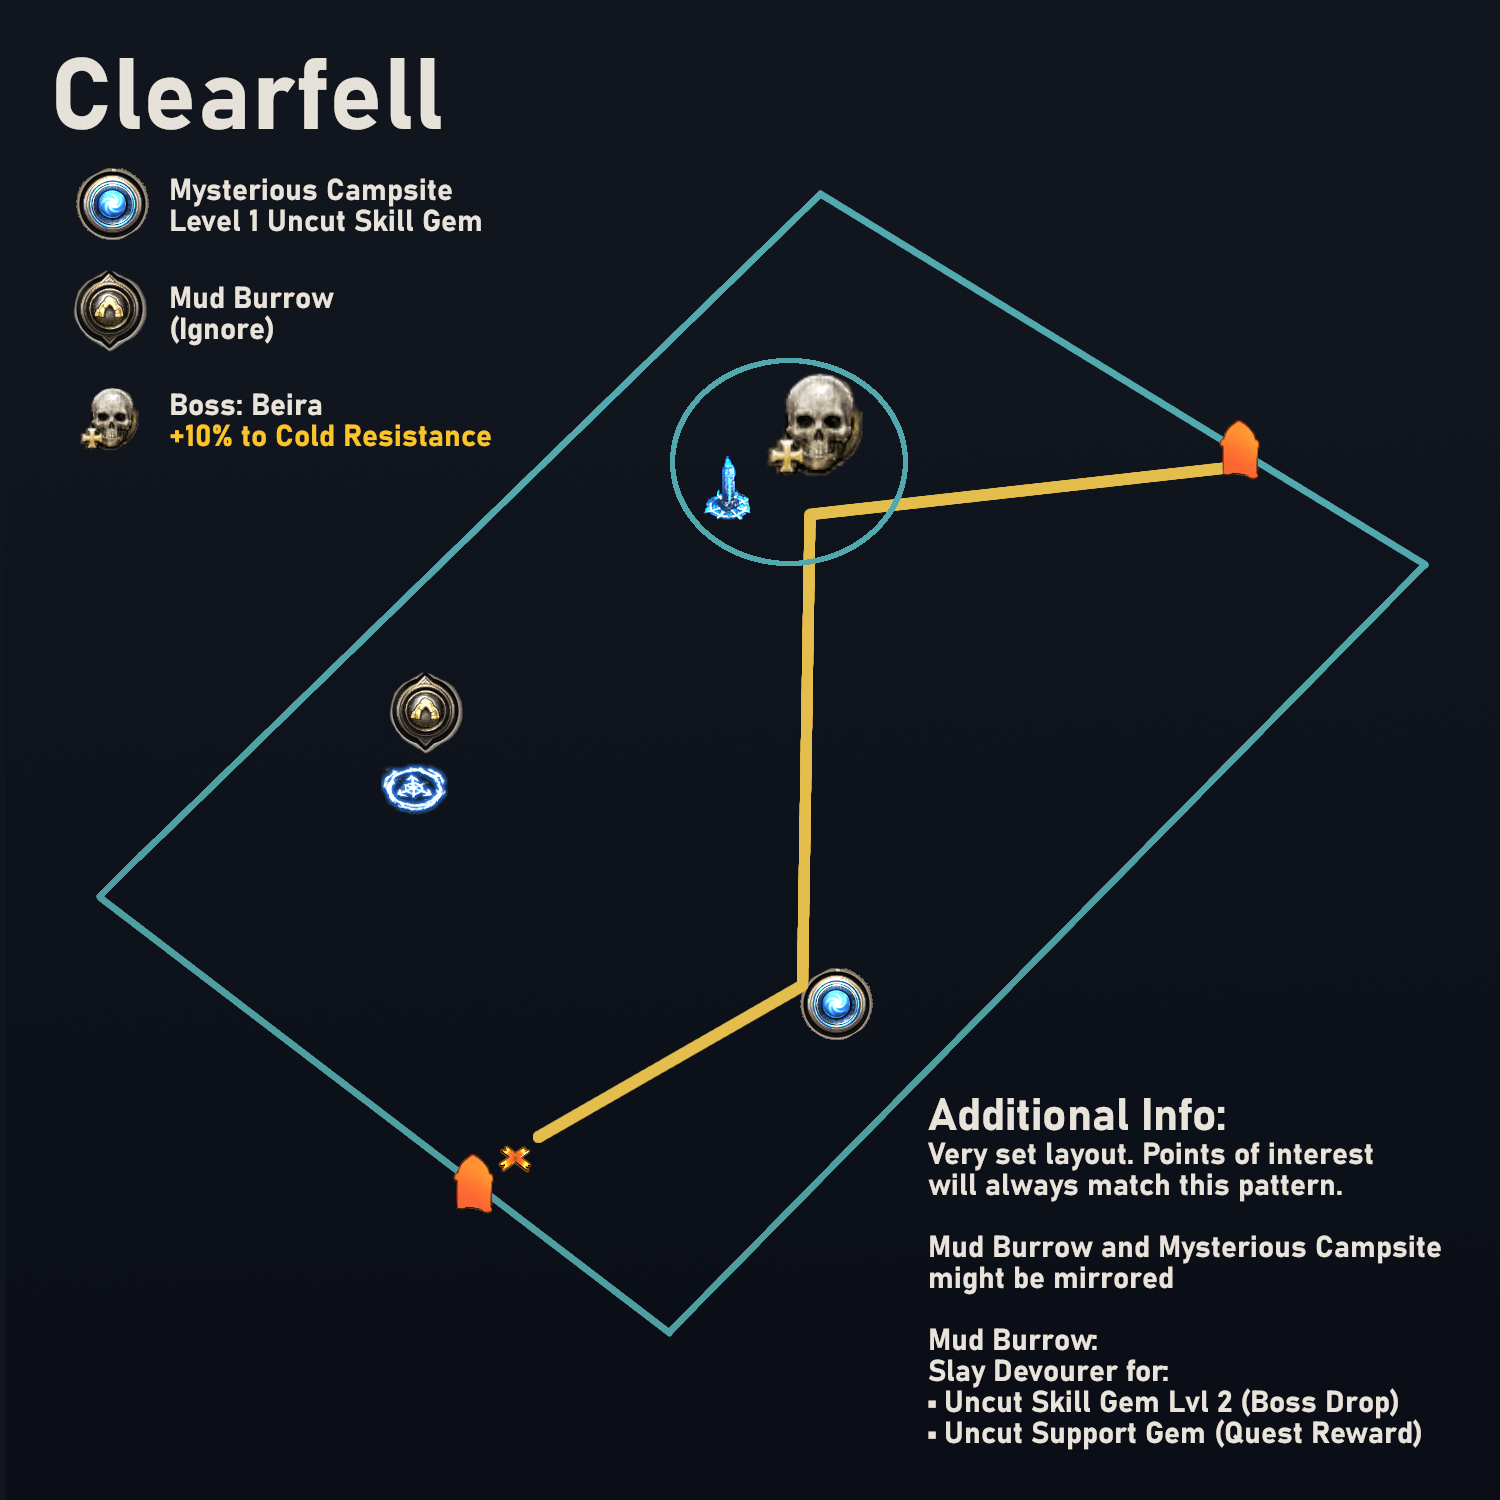 Clearfell
Mysterious Campsite
Level 1 Uncut Skill Gem
Mud Burrow
(Ignore)
Boss: Beira
+10% to Cold Resistance
Additional Info:
Very set layout. Points of interest
will always match this pattern.
Mud Burrow and Mysterious Campsite
might be mirrored
Mud Burrow:
Slay Devourer for:
▪ Uncut Skill Gem Lvl 2 (Boss Drop)
▪ Uncut Support Gem (Quest Reward)